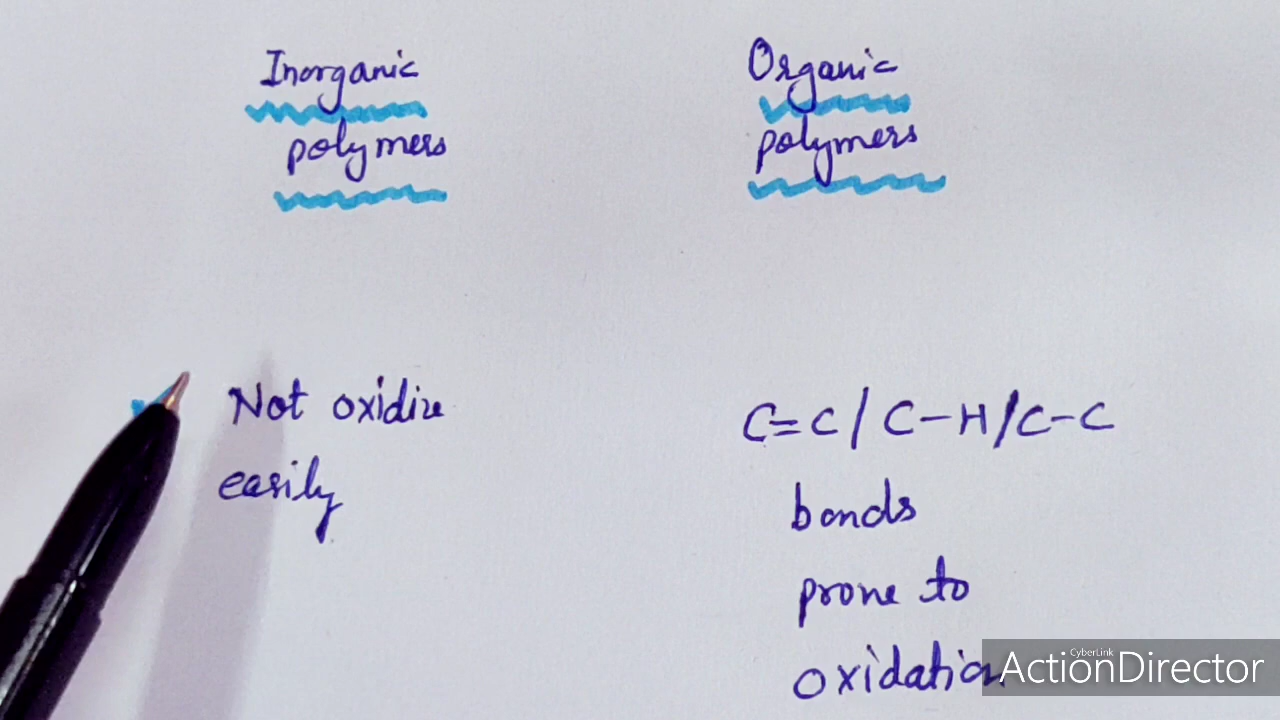 Inorganic
polymers
Organic
polymers
Not oxidize
easily
C=C/C-H/C-C
bonds
prone to
oxidation
CyberLink
ActionDirector